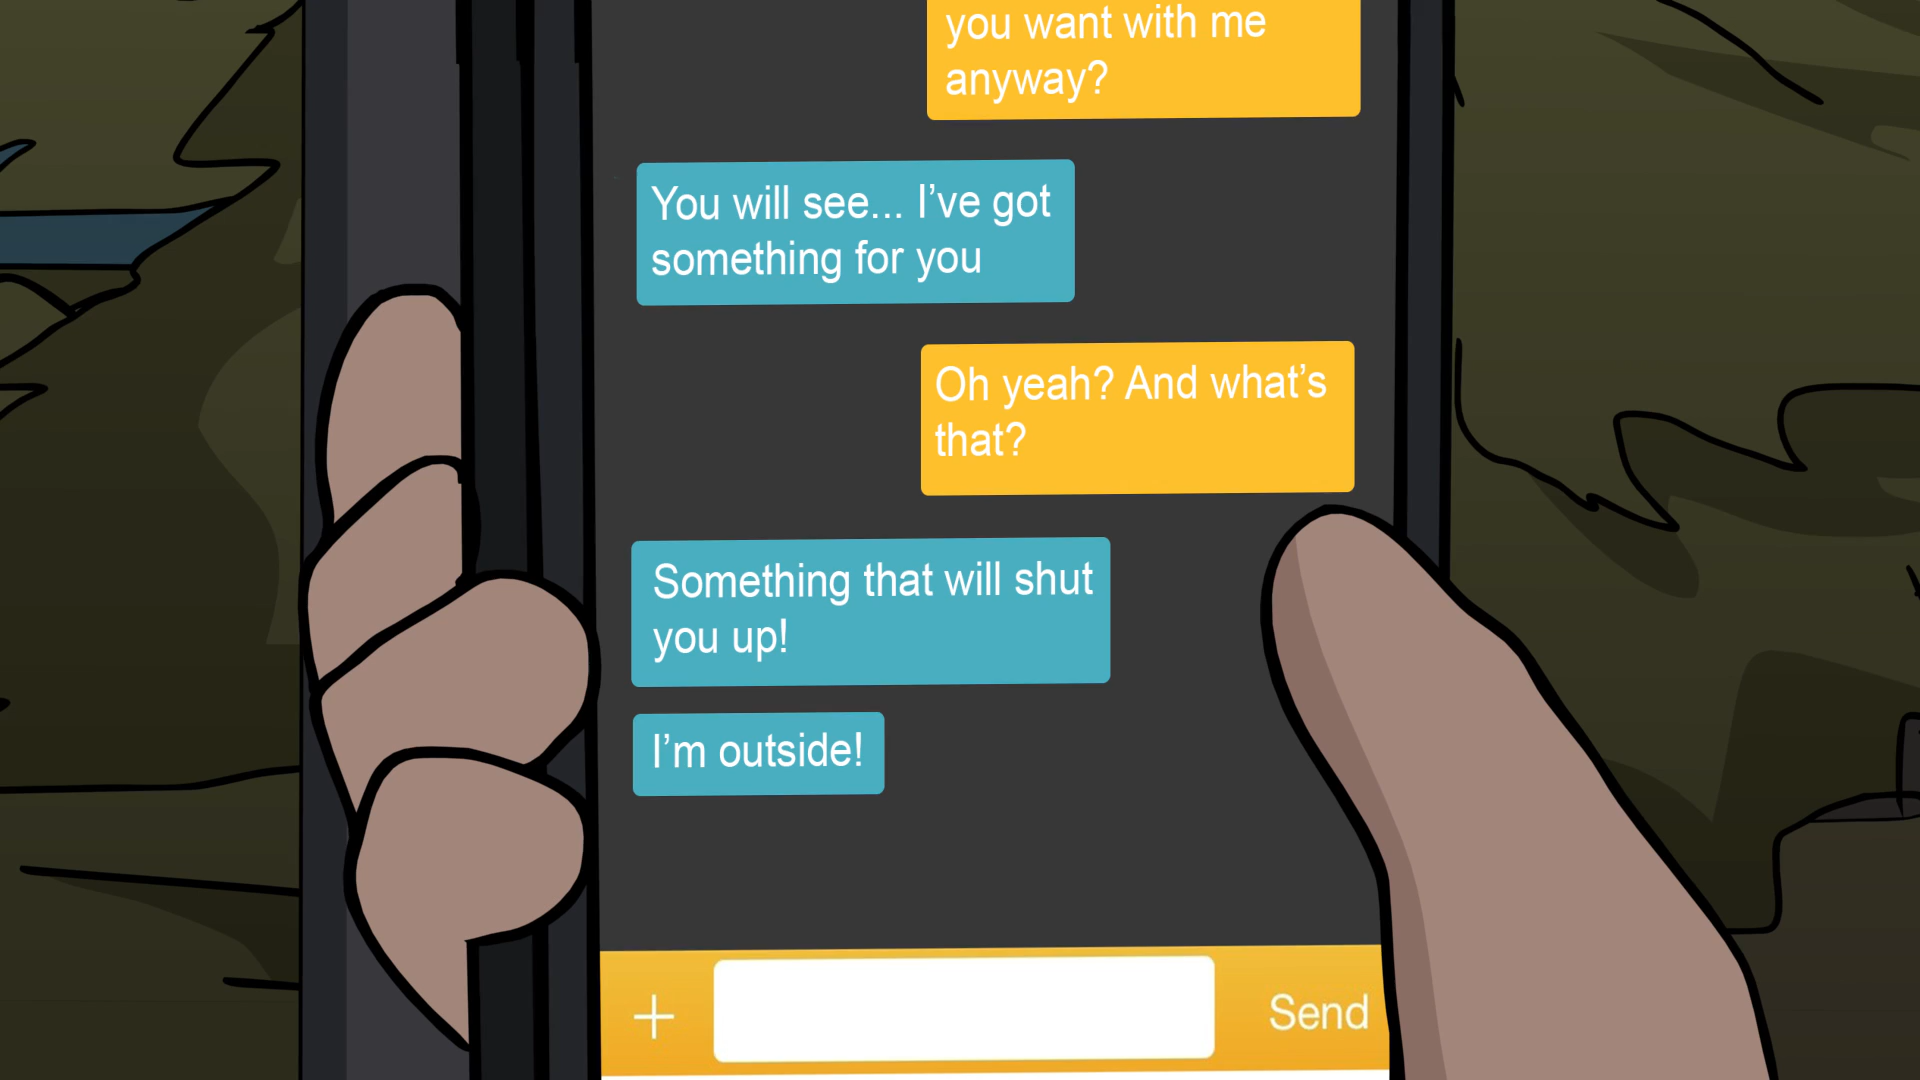 you want with me
anyway?
You will see... I've got
something for you
Oh yeah? And what's
that?
Something that will shut
you up!
I'm outside!
+
Send